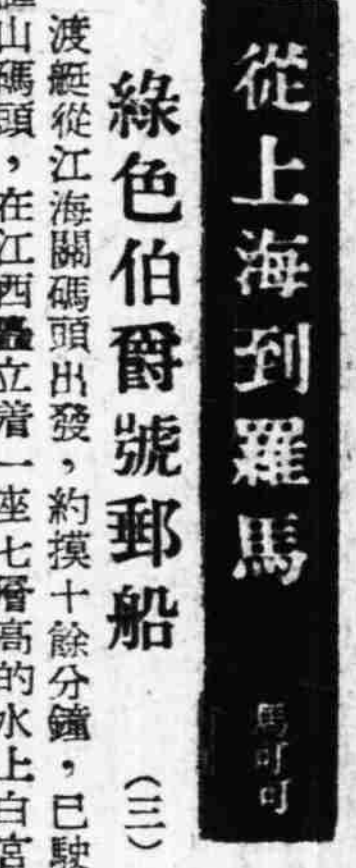 從上海到羅馬
馬可可
綠色伯爵號郵船
(三)
渡艇從江海關碼頭出發，約摸十餘分鐘，已駛
山碼頭，在江西矗立着一座七層高的水上白宮